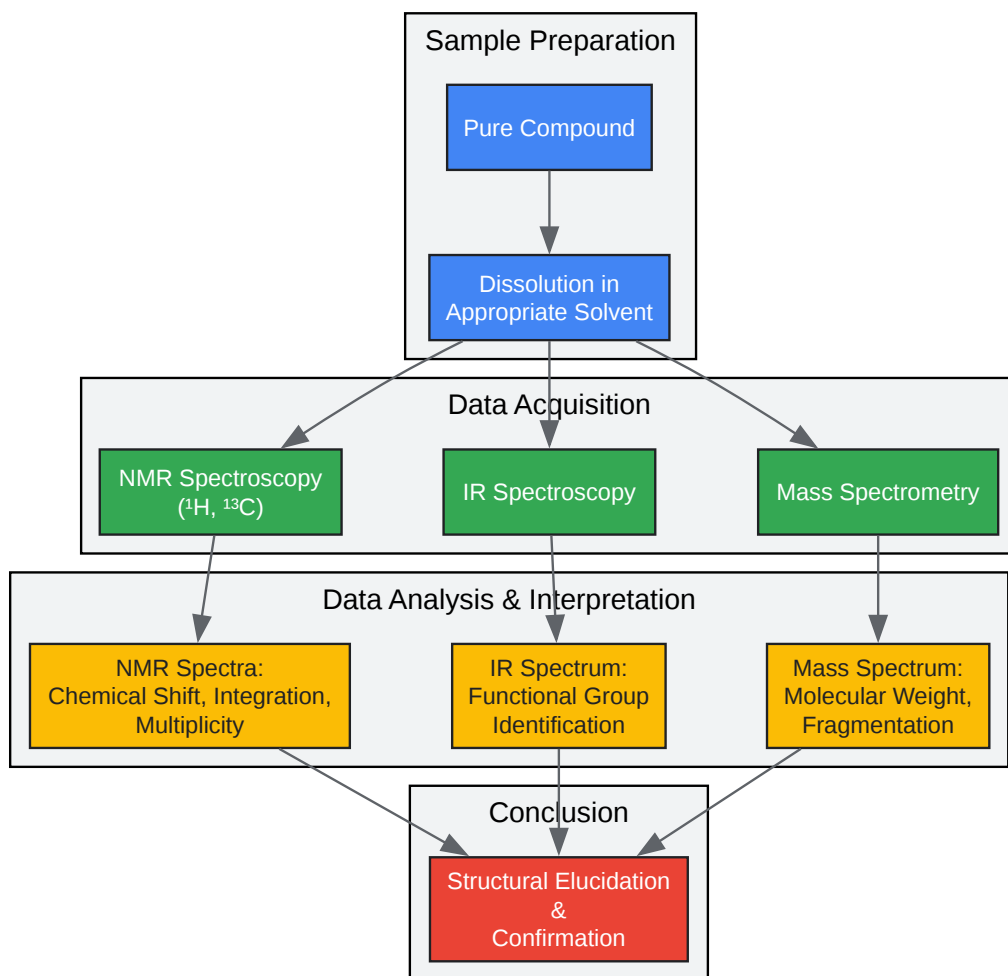 Sample Preparation
Pure Compound
Dissolution in
Appropriate Solvent
Data Acquisition
NMR Spectroscopy
(¹H, ¹³C)
IR Spectroscopy
Mass Spectrometry
Data Analysis & Interpretation
NMR Spectra:
Chemical Shift, Integration,
Multiplicity
IR Spectrum:
Functional Group
Identification
Mass Spectrum:
Molecular Weight,
Fragmentation
Conclusion
Structural Elucidation
&
Confirmation